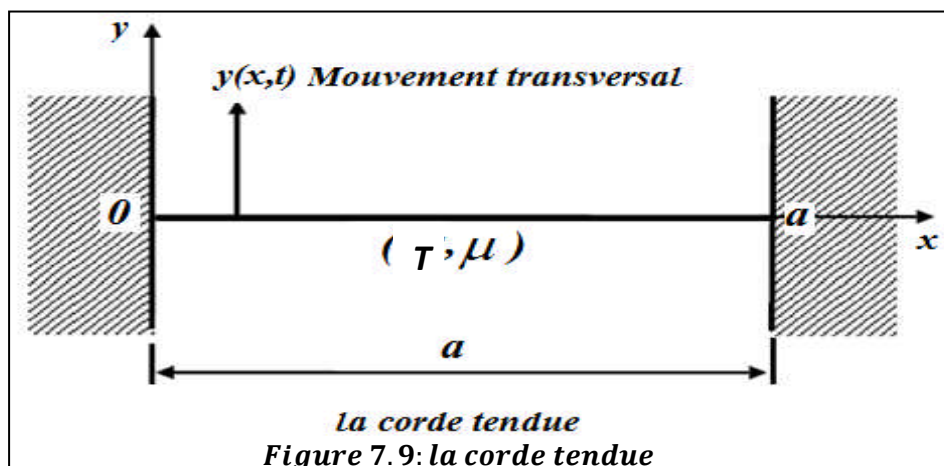 y
y(x,t) Mouvement transversal
0
a
x
( T , μ )
a
la corde tendue
Figure 7.9: la corde tendue